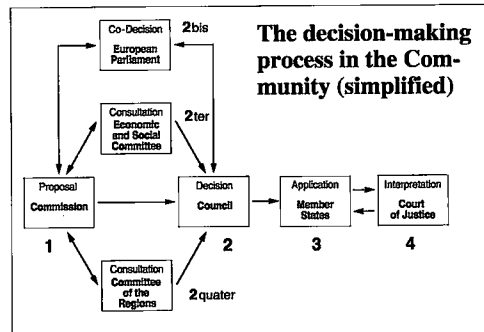 The decision-making
process in the Com-
munity (simplified)
Co-Decision
European
Parliament
2bis
Consultation
Economic
and Social
Committee
2ter
Proposal
Commission
1
Decision
Council
2
Application
Member
States
3
Interpretation
Court
of Justice
4
Consultation
Committee
of the
Regions
2quater